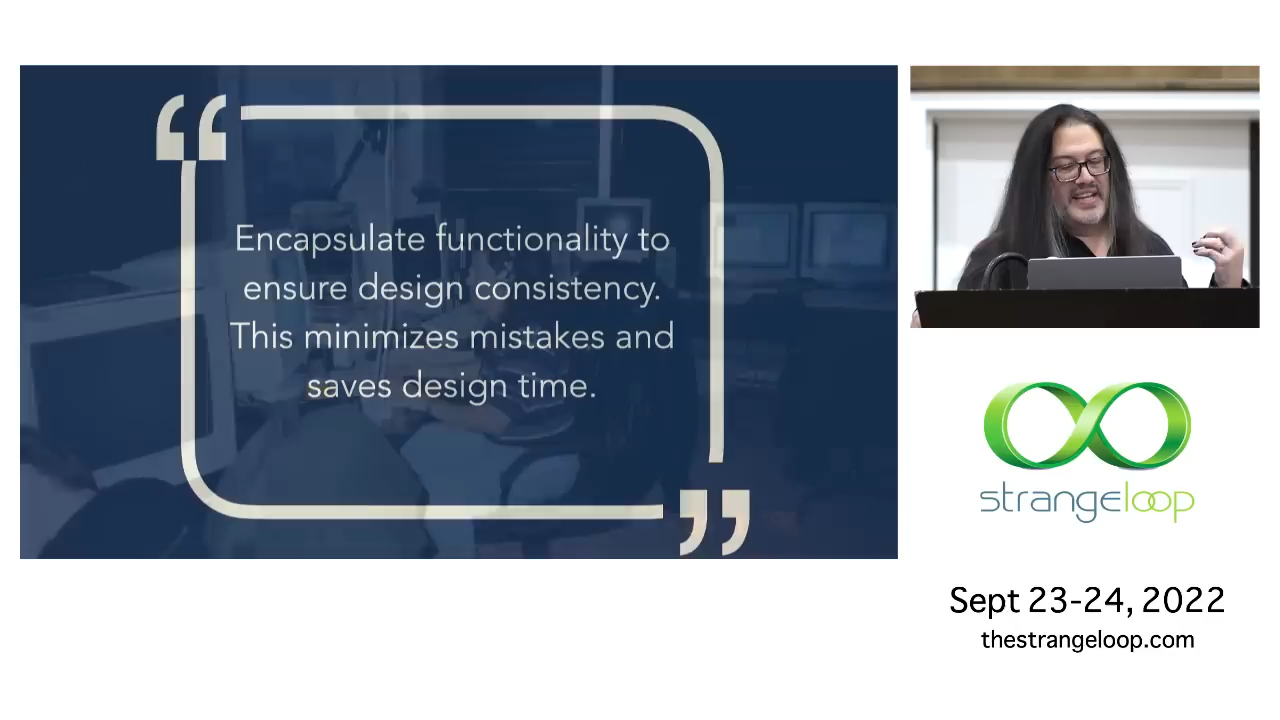 “
Encapsulate functionality to
ensure design consistency.
This minimizes mistakes and
saves design time.
”
strangeloop
Sept 23-24, 2022
thestrangeloop.com